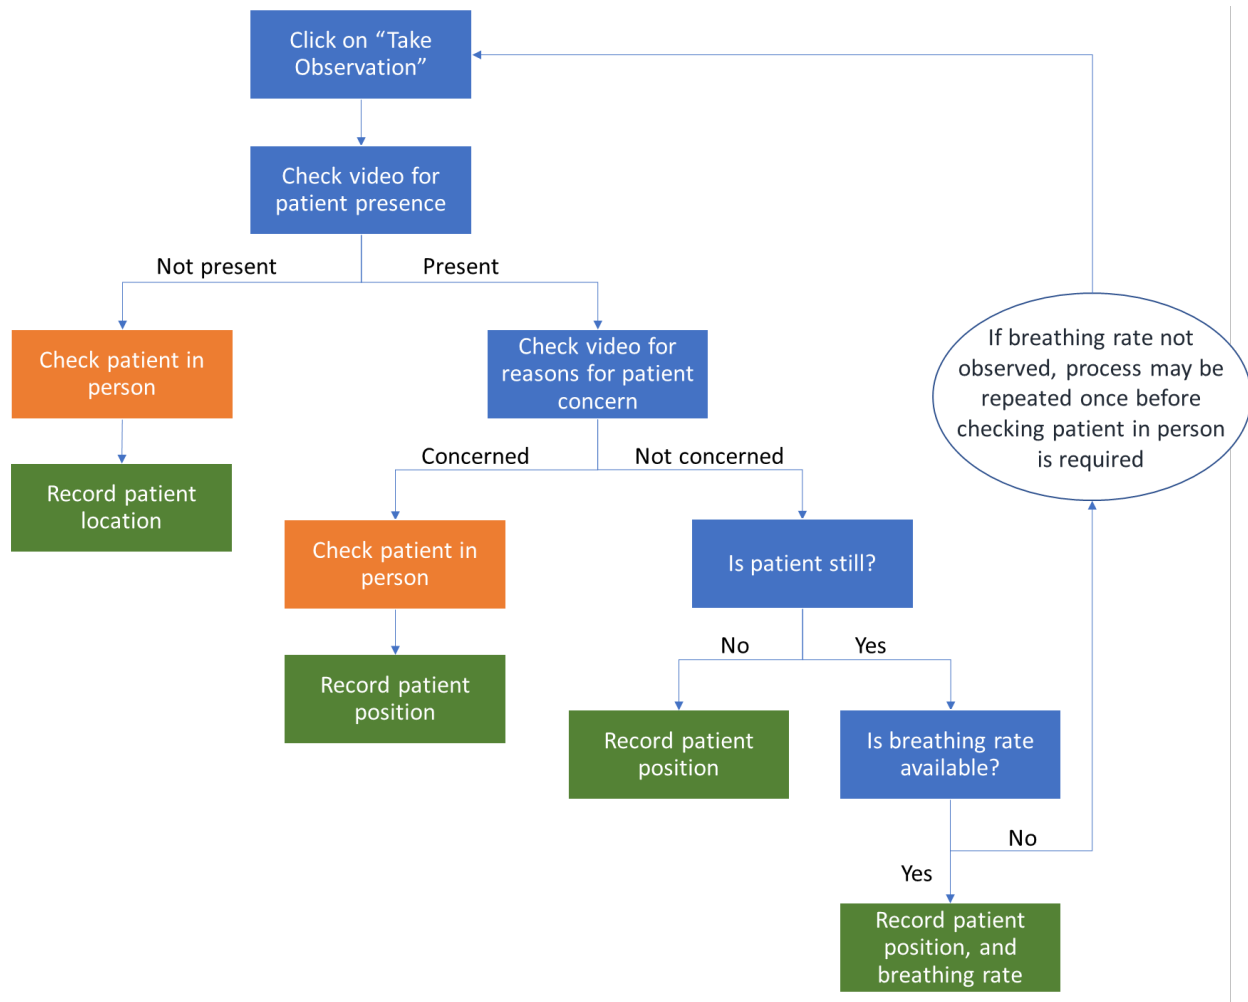 Click on “Take
Observation”
Check video for
patient presence
Not present
Present
Check patient in
person
Record patient
location
Check video for
reasons for patient
concern
Concerned
Not concerned
Check patient in
person
Record patient
position
Is patient still?
No
Yes
Record patient
position
Is breathing rate
available?
No
Yes
Record patient
position, and
breathing rate
If breathing rate not
observed, process may be
repeated once before
checking patient in person
is required